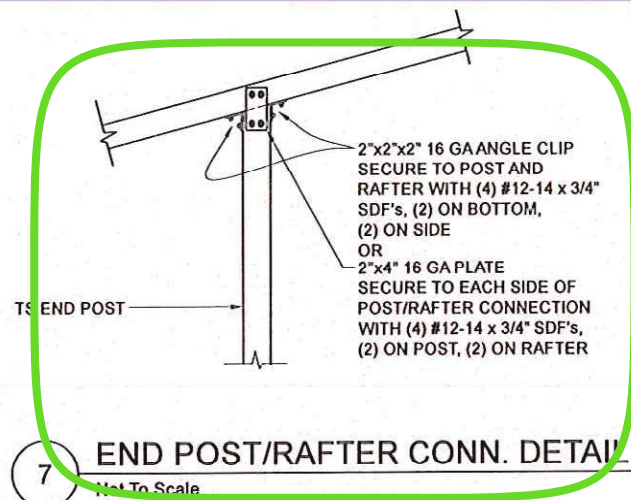 2"x2"x2" 16 GA ANGLE CLIP
SECURE TO POST AND
RAFTER WITH (4) #12-14 x 3/4"
SDF's, (2) ON BOTTOM,
(2) ON SIDE
OR
2"x4" 16 GA PLATE
SECURE TO EACH SIDE OF
POST/RAFTER CONNECTION
WITH (4) #12-14 x 3/4" SDF's,
(2) ON POST, (2) ON RAFTER
TS END POST
7
END POST/RAFTER CONN. DETAIL
Not To Scale